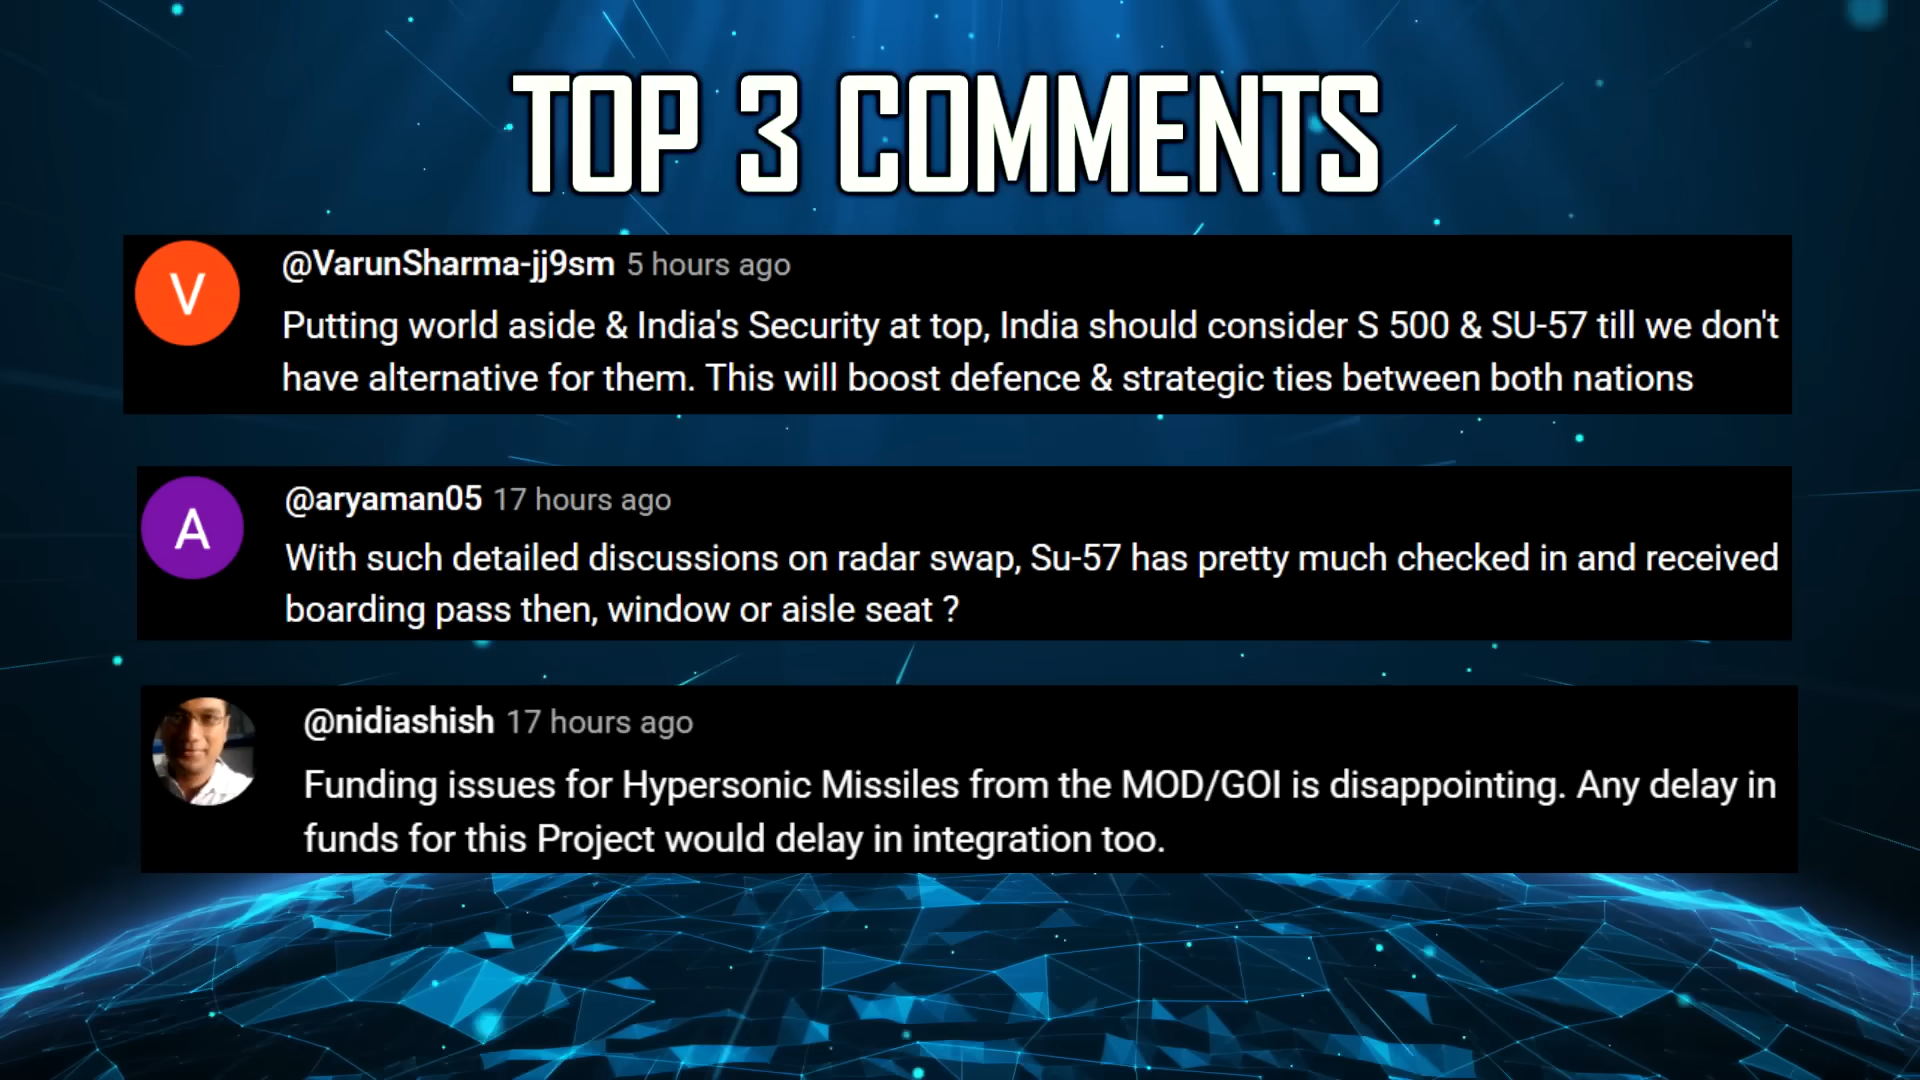 TOP 3 COMMENTS
V
@VarunSharma-jj9sm 5 hours ago
Putting world aside & India's Security at top, India should consider S 500 & SU-57 till we don't
have alternative for them. This will boost defence & strategic ties between both nations
A
@aryaman05 17 hours ago
With such detailed discussions on radar swap, Su-57 has pretty much checked in and received
boarding pass then, window or aisle seat ?
@nidiashish 17 hours ago
Funding issues for Hypersonic Missiles from the MOD/GOI is disappointing. Any delay in
funds for this Project would delay in integration too.